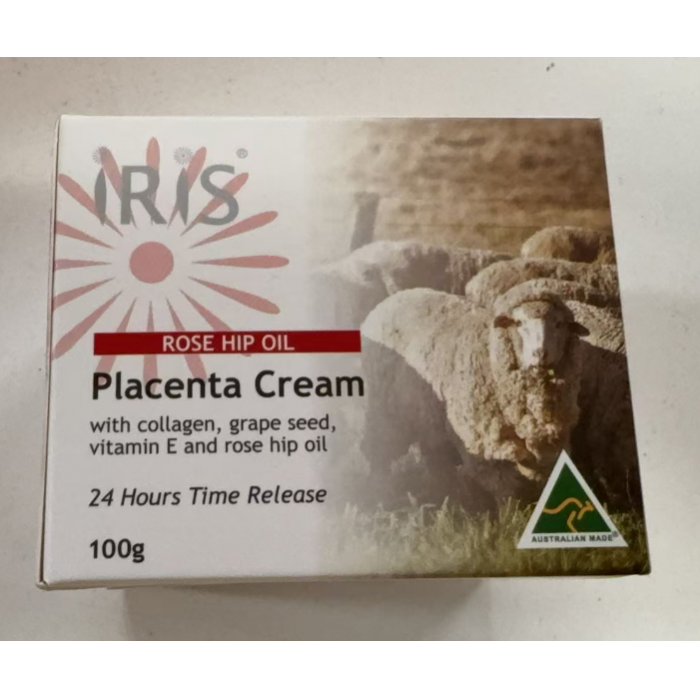 iRiS®
ROSE HIP OIL
Placenta Cream
with collagen, grape seed,
vitamin E and rose hip oil
24 Hours Time Release
100g
AUSTRALIAN MADE®